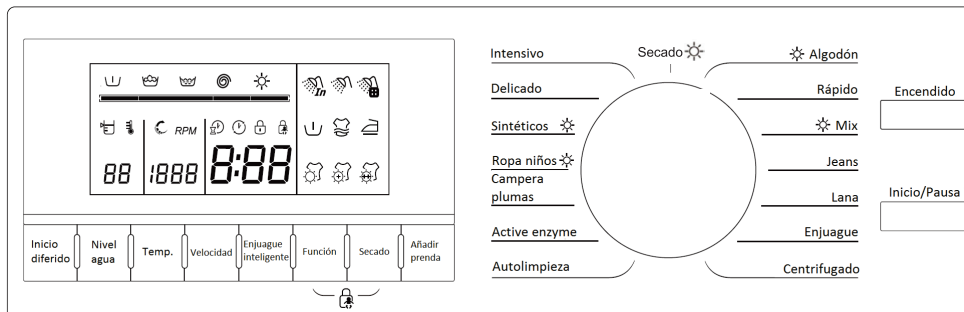 In
RPM
88
1888
8:88
Inicio
diferido
Nivel
agua
Temp.
Velocidad
Enjuague
inteligente
Función
Secado
Añadir
prenda
Secado
Intensivo
Delicado
Sintéticos
Ropa niños
Campera
plumas
Active enzyme
Autolimpieza
Algodón
Rápido
Mix
Jeans
Lana
Enjuague
Centrifugado
Encendido
Inicio/Pausa